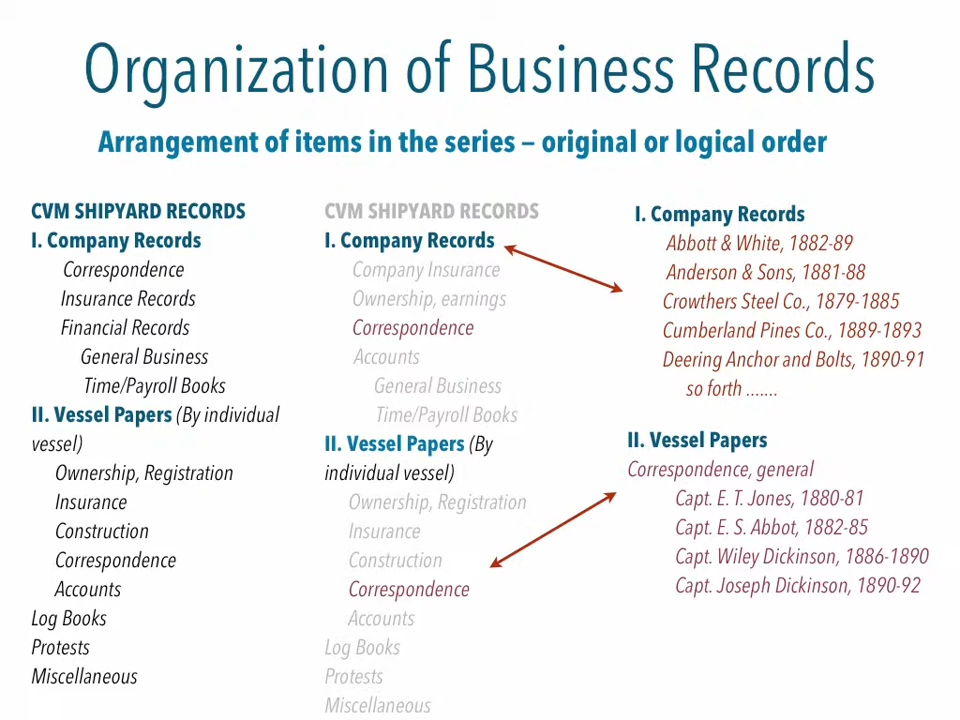 Organization of Business Records
Arrangement of items in the series – original or logical order
CVM SHIPYARD RECORDS
I. Company Records
Correspondence
Insurance Records
Financial Records
General Business
Time/Payroll Books
II. Vessel Papers (By individual
vessel)
Ownership, Registration
Insurance
Construction
Correspondence
Accounts
Log Books
Protests
Miscellaneous
CVM SHIPYARD RECORDS
I. Company Records
Company Insurance
Ownership, earnings
Correspondence
Accounts
General Business
Time/Payroll Books
II. Vessel Papers (By
individual vessel)
Ownership, Registration
Insurance
Construction
Correspondence
Accounts
Log Books
Protests
Miscellaneous
I. Company Records
Abbott & White, 1882-89
Anderson & Sons, 1881-88
Crowthers Steel Co., 1879-1885
Cumberland Pines Co., 1889-1893
Deering Anchor and Bolts, 1890-91
so forth .......
II. Vessel Papers
Correspondence, general
Capt. E. T. Jones, 1880-81
Capt. E. S. Abbot, 1882-85
Capt. Wiley Dickinson, 1886-1890
Capt. Joseph Dickinson, 1890-92